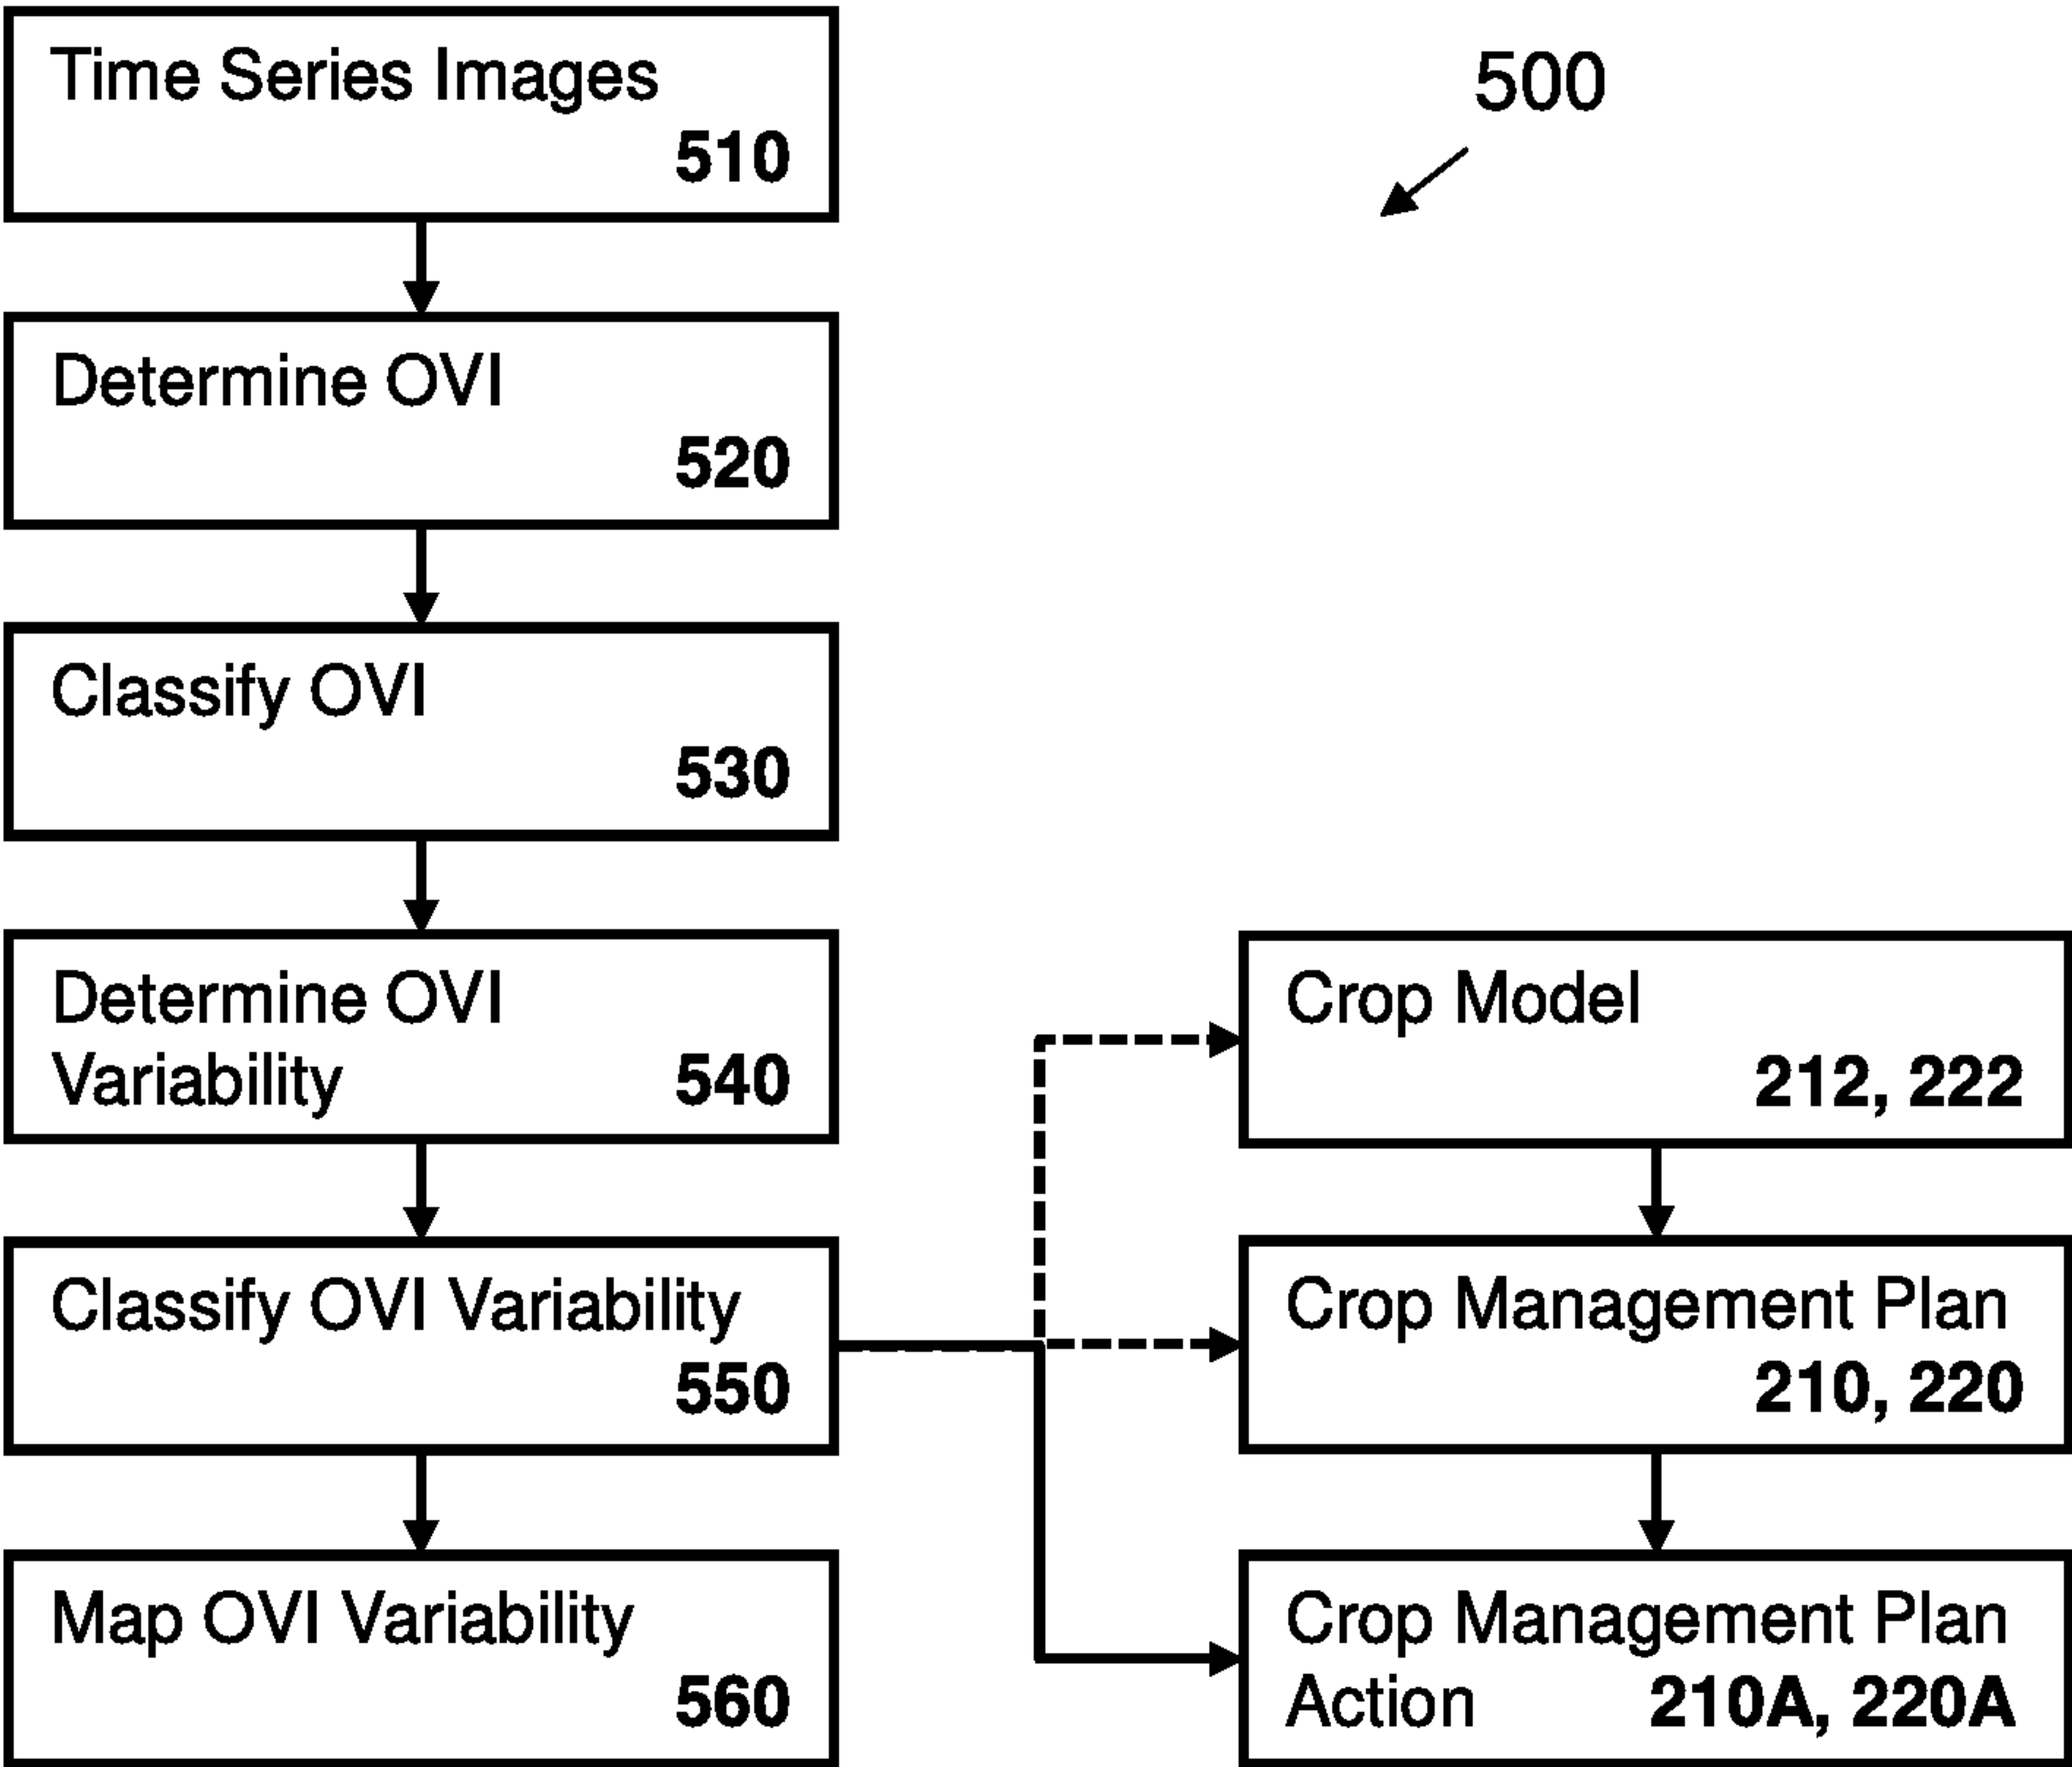 Time Series Images
510
500
Determine OVI
520
Classify OVI
530
Determine OVI
Variability 540
Classify OVI Variability
550
Map OVI Variability
560
Crop Model
212, 222
Crop Management Plan
210, 220
Crop Management Plan
Action 210A, 220A